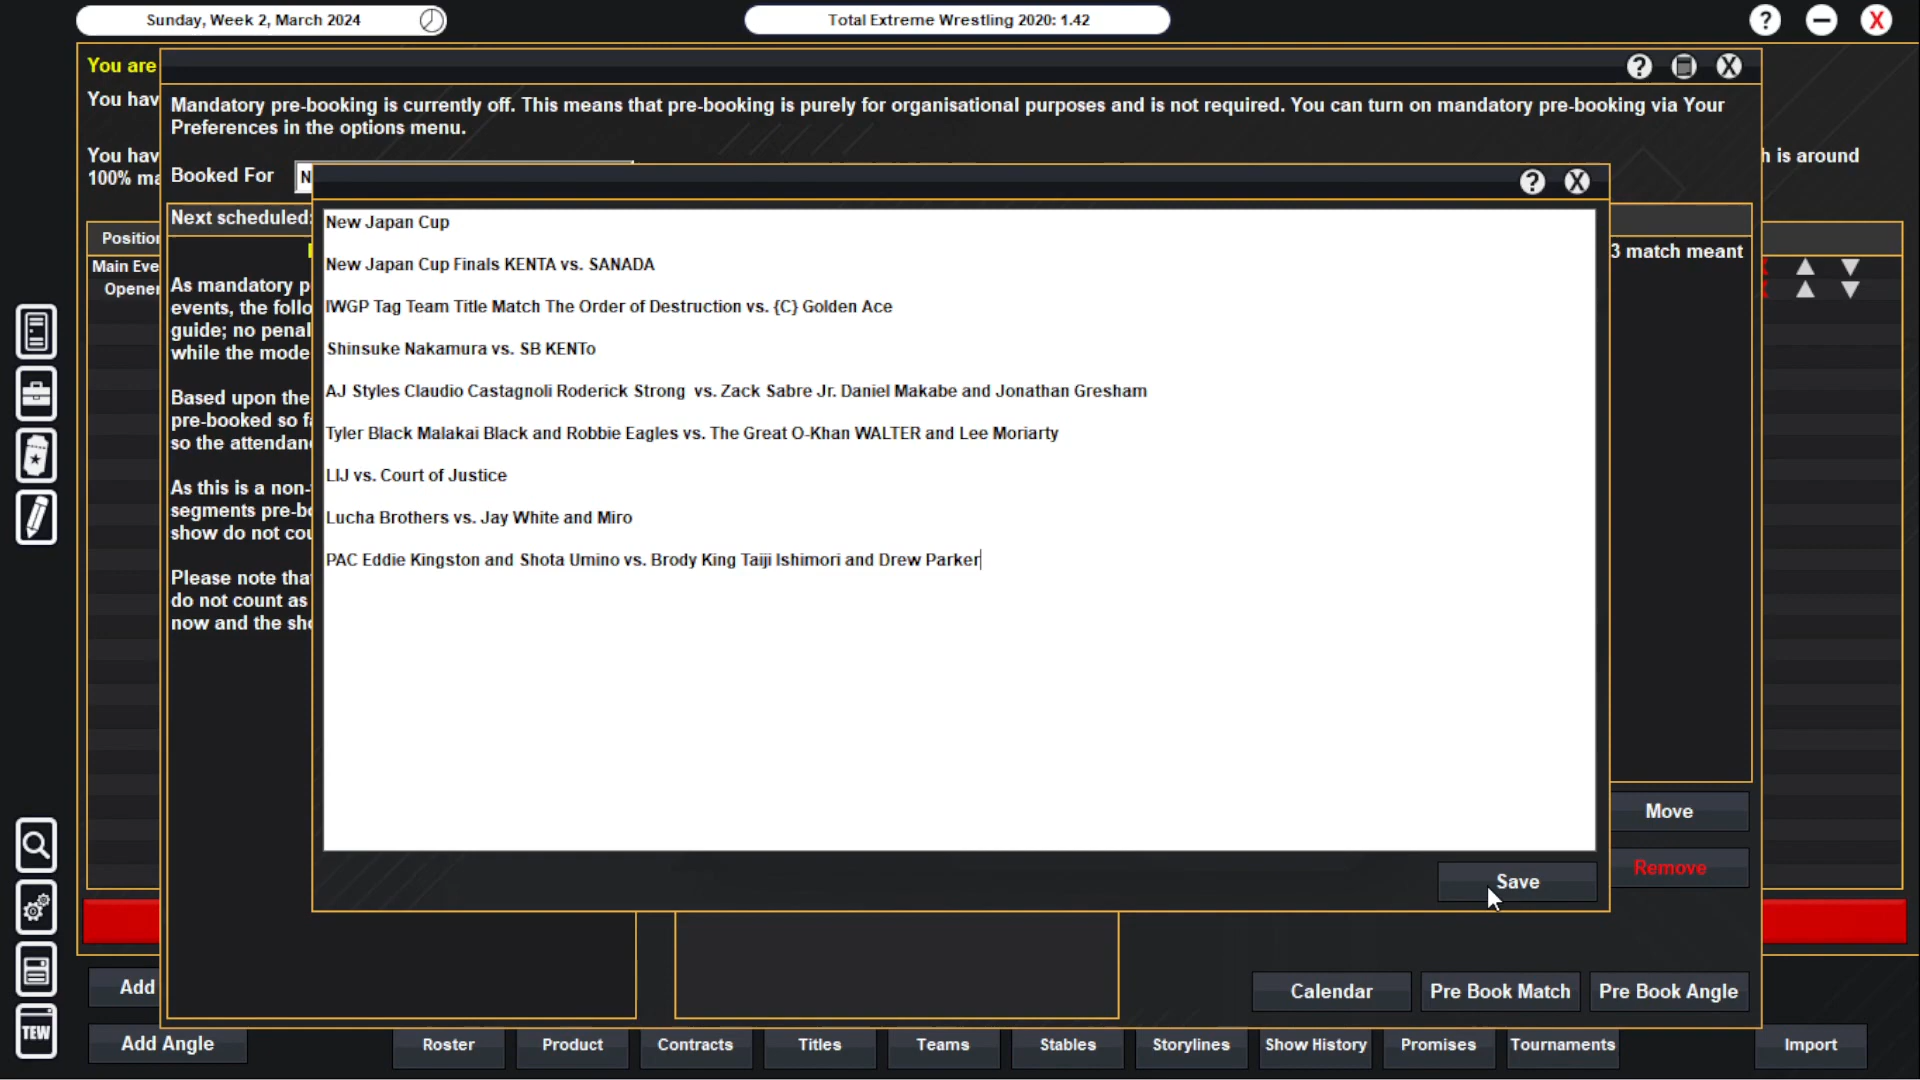 Sunday, Week 2, March 2024
Total Extreme Wrestling 2020: 1.42
? X
You are
? X
You hav
Mandatory pre-booking is currently off. This means that pre-booking is purely for organisational purposes and is not required. You can turn on mandatory pre-booking via Your
Preferences in the options menu.
You hav
h is around
100% ma
Booked For
N
? X
Next scheduled:
Position
Main Eve
Opener
3 match meant
As mandatory p
events, the follo
guide; no penal
while the mode
Based upon the
pre-booked so fa
so the attendan
As this is a non-
segments pre-bo
show do not cou
Please note tha
do not count as
now and the sho
New Japan Cup
New Japan Cup Finals KENTA vs. SANADA
IWGP Tag Team Title Match The Order of Destruction vs. {C} Golden Ace
Shinsuke Nakamura vs. SB KENTo
AJ Styles Claudio Castagnoli Roderick Strong  vs. Zack Sabre Jr. Daniel Makabe and Jonathan Gresham
Tyler Black Malakai Black and Robbie Eagles vs. The Great O-Khan WALTER and Lee Moriarty
LIJ vs. Court of Justice
Lucha Brothers vs. Jay White and Miro
PAC Eddie Kingston and Shota Umino vs. Brody King Taiji Ishimori and Drew Parker
Move
Remove
Save
Add
Calendar
Pre Book Match
Pre Book Angle
TEW
Add Angle
Roster
Product
Contracts
Titles
Teams
Stables
Storylines
Show History
Promises
Tournaments
Import